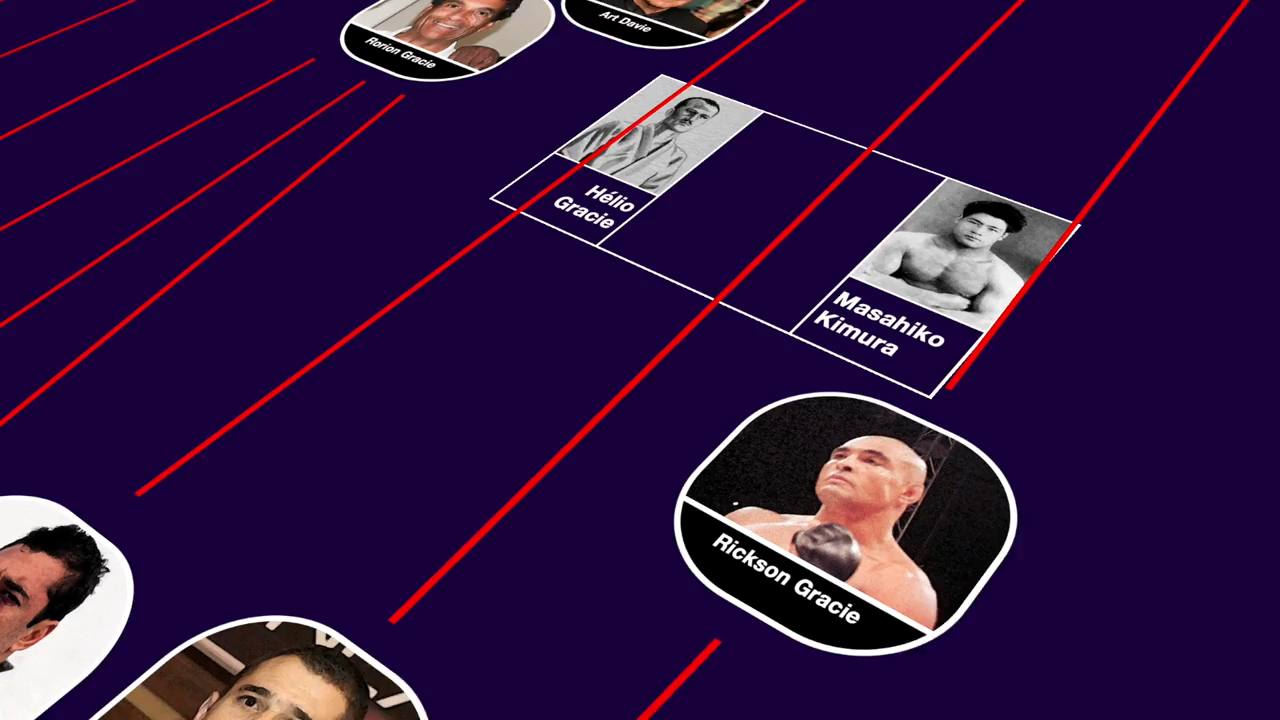 Rorion Gracie
Art Davie
Hélio
Gracie
Masahiko
Kimura
Rickson Gracie